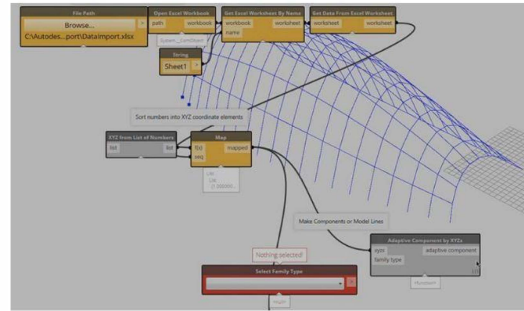 File Path
Browse...
>
C:\Autodes...port\DataImport.xlsx
Open Excel Workbook
path
workbook
Get Excel Worksheet By Name
workbook
name
worksheet
Get Data From Excel Worksheet
worksheet
worksheet
String
Sheet1
>
Sort numbers into XYZ coordinate elements
XYZ from List of Numbers
list
list
Map
f(x)
seq
mapped
Make Components or Model Lines
Adaptive Component by XYZs
xyzs
adaptive component
family type
Nothing selected
Select Family Type